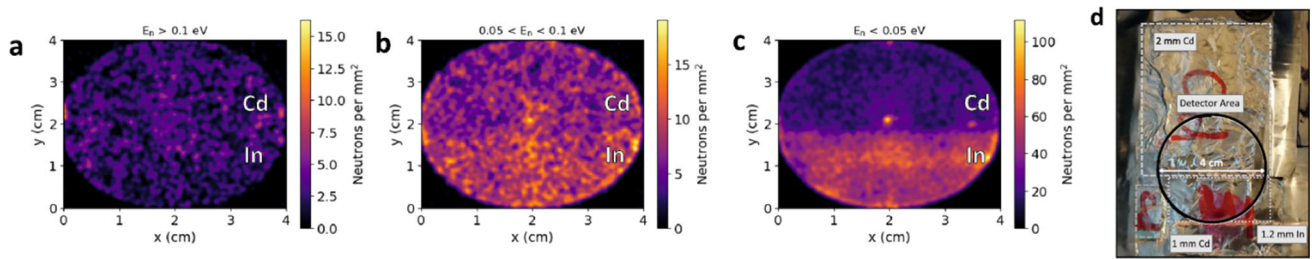 a
E_n > 0.1 eV
4
3
2
1
0
y (cm)
0 1 2 3 4
x (cm)
Cd
In
15.0
12.5
10.0
7.5
5.0
2.5
0.0
Neutrons per mm²
b
0.05 < E_n < 0.1 eV
4
3
2
1
0
y (cm)
0 1 2 3 4
x (cm)
Cd
In
15
10
5
0
Neutrons per mm²
c
E_n < 0.05 eV
4
3
2
1
0
y (cm)
0 1 2 3 4
x (cm)
Cd
In
100
80
60
40
20
0
Neutrons per mm²
d
2 mm Cd
Detector Area
4 cm
1.2 mm In
1 mm Cd